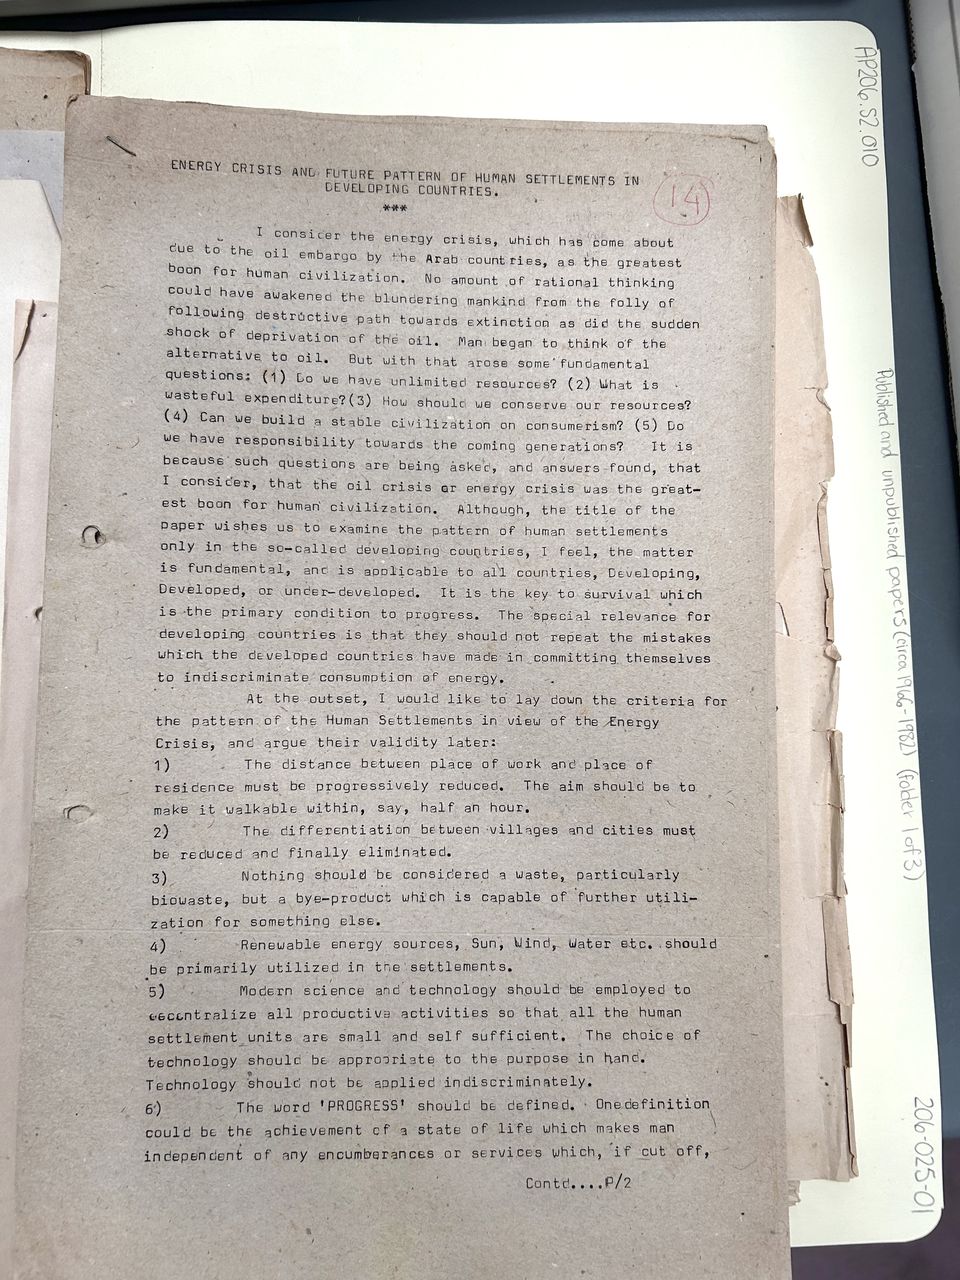 ENERGY CRISIS AND FUTURE PATTERN OF HUMAN SETTLEMENTS IN
DEVELOPING COUNTRIES.
***
14
I consider the energy crisis, which has come about
due to the oil embargo by the Arab countries, as the greatest
boon for human civilization. No amount of rational thinking
could have awakened the blundering mankind from the folly of
following destructive path towards extinction as did the sudden
shock of deprivation of the oil. Man began to think of the
alternative to oil. But with that arose some fundamental
questions: (1) Do we have unlimited resources? (2) What is
wasteful expenditure?(3) How should we conserve our resources?
(4) Can we build a stable civilization on consumerism? (5) Do
we have responsibility towards the coming generations? It is
because such questions are being asked, and answers found, that
I consider, that the oil crisis or energy crisis was the great-
est boon for human civilization. Although, the title of the
paper wishes us to examine the pattern of human settlements
only in the so-called developing countries, I feel, the matter
is fundamental, and is applicable to all countries, Developing,
Developed, or under-developed. It is the key to survival which
is the primary condition to progress. The special relevance for
developing countries is that they should not repeat the mistakes
which the developed countries have made in committing themselves
to indiscriminate consumption of energy.
At the outset, I would like to lay down the criteria for
the pattern of the Human Settlements in view of the Energy
Crisis, and argue their validity later:
1) The distance between place of work and place of
residence must be progressively reduced. The aim should be to
make it walkable within, say, half an hour.
2) The differentiation between villages and cities must
be reduced and finally eliminated.
3) Nothing should be considered a waste, particularly
biowaste, but a bye-product which is capable of further utili-
zation for something else.
4) Renewable energy sources, Sun, Wind, Water etc. should
be primarily utilized in the settlements.
5) Modern science and technology should be employed to
decentralize all productive activities so that all the human
settlement units are small and self sufficient. The choice of
technology should be appropriate to the purpose in hand.
Technology should not be applied indiscriminately.
6) The word 'PROGRESS' should be defined. Onedefinition
could be the achievement of a state of life which makes man
independent of any encumberances or services which, if cut off,
Contd....P/2
AP206.S2.010
Published and unpublished papers (circa 1966-1982) (folder 1 of 3)
206-025-01